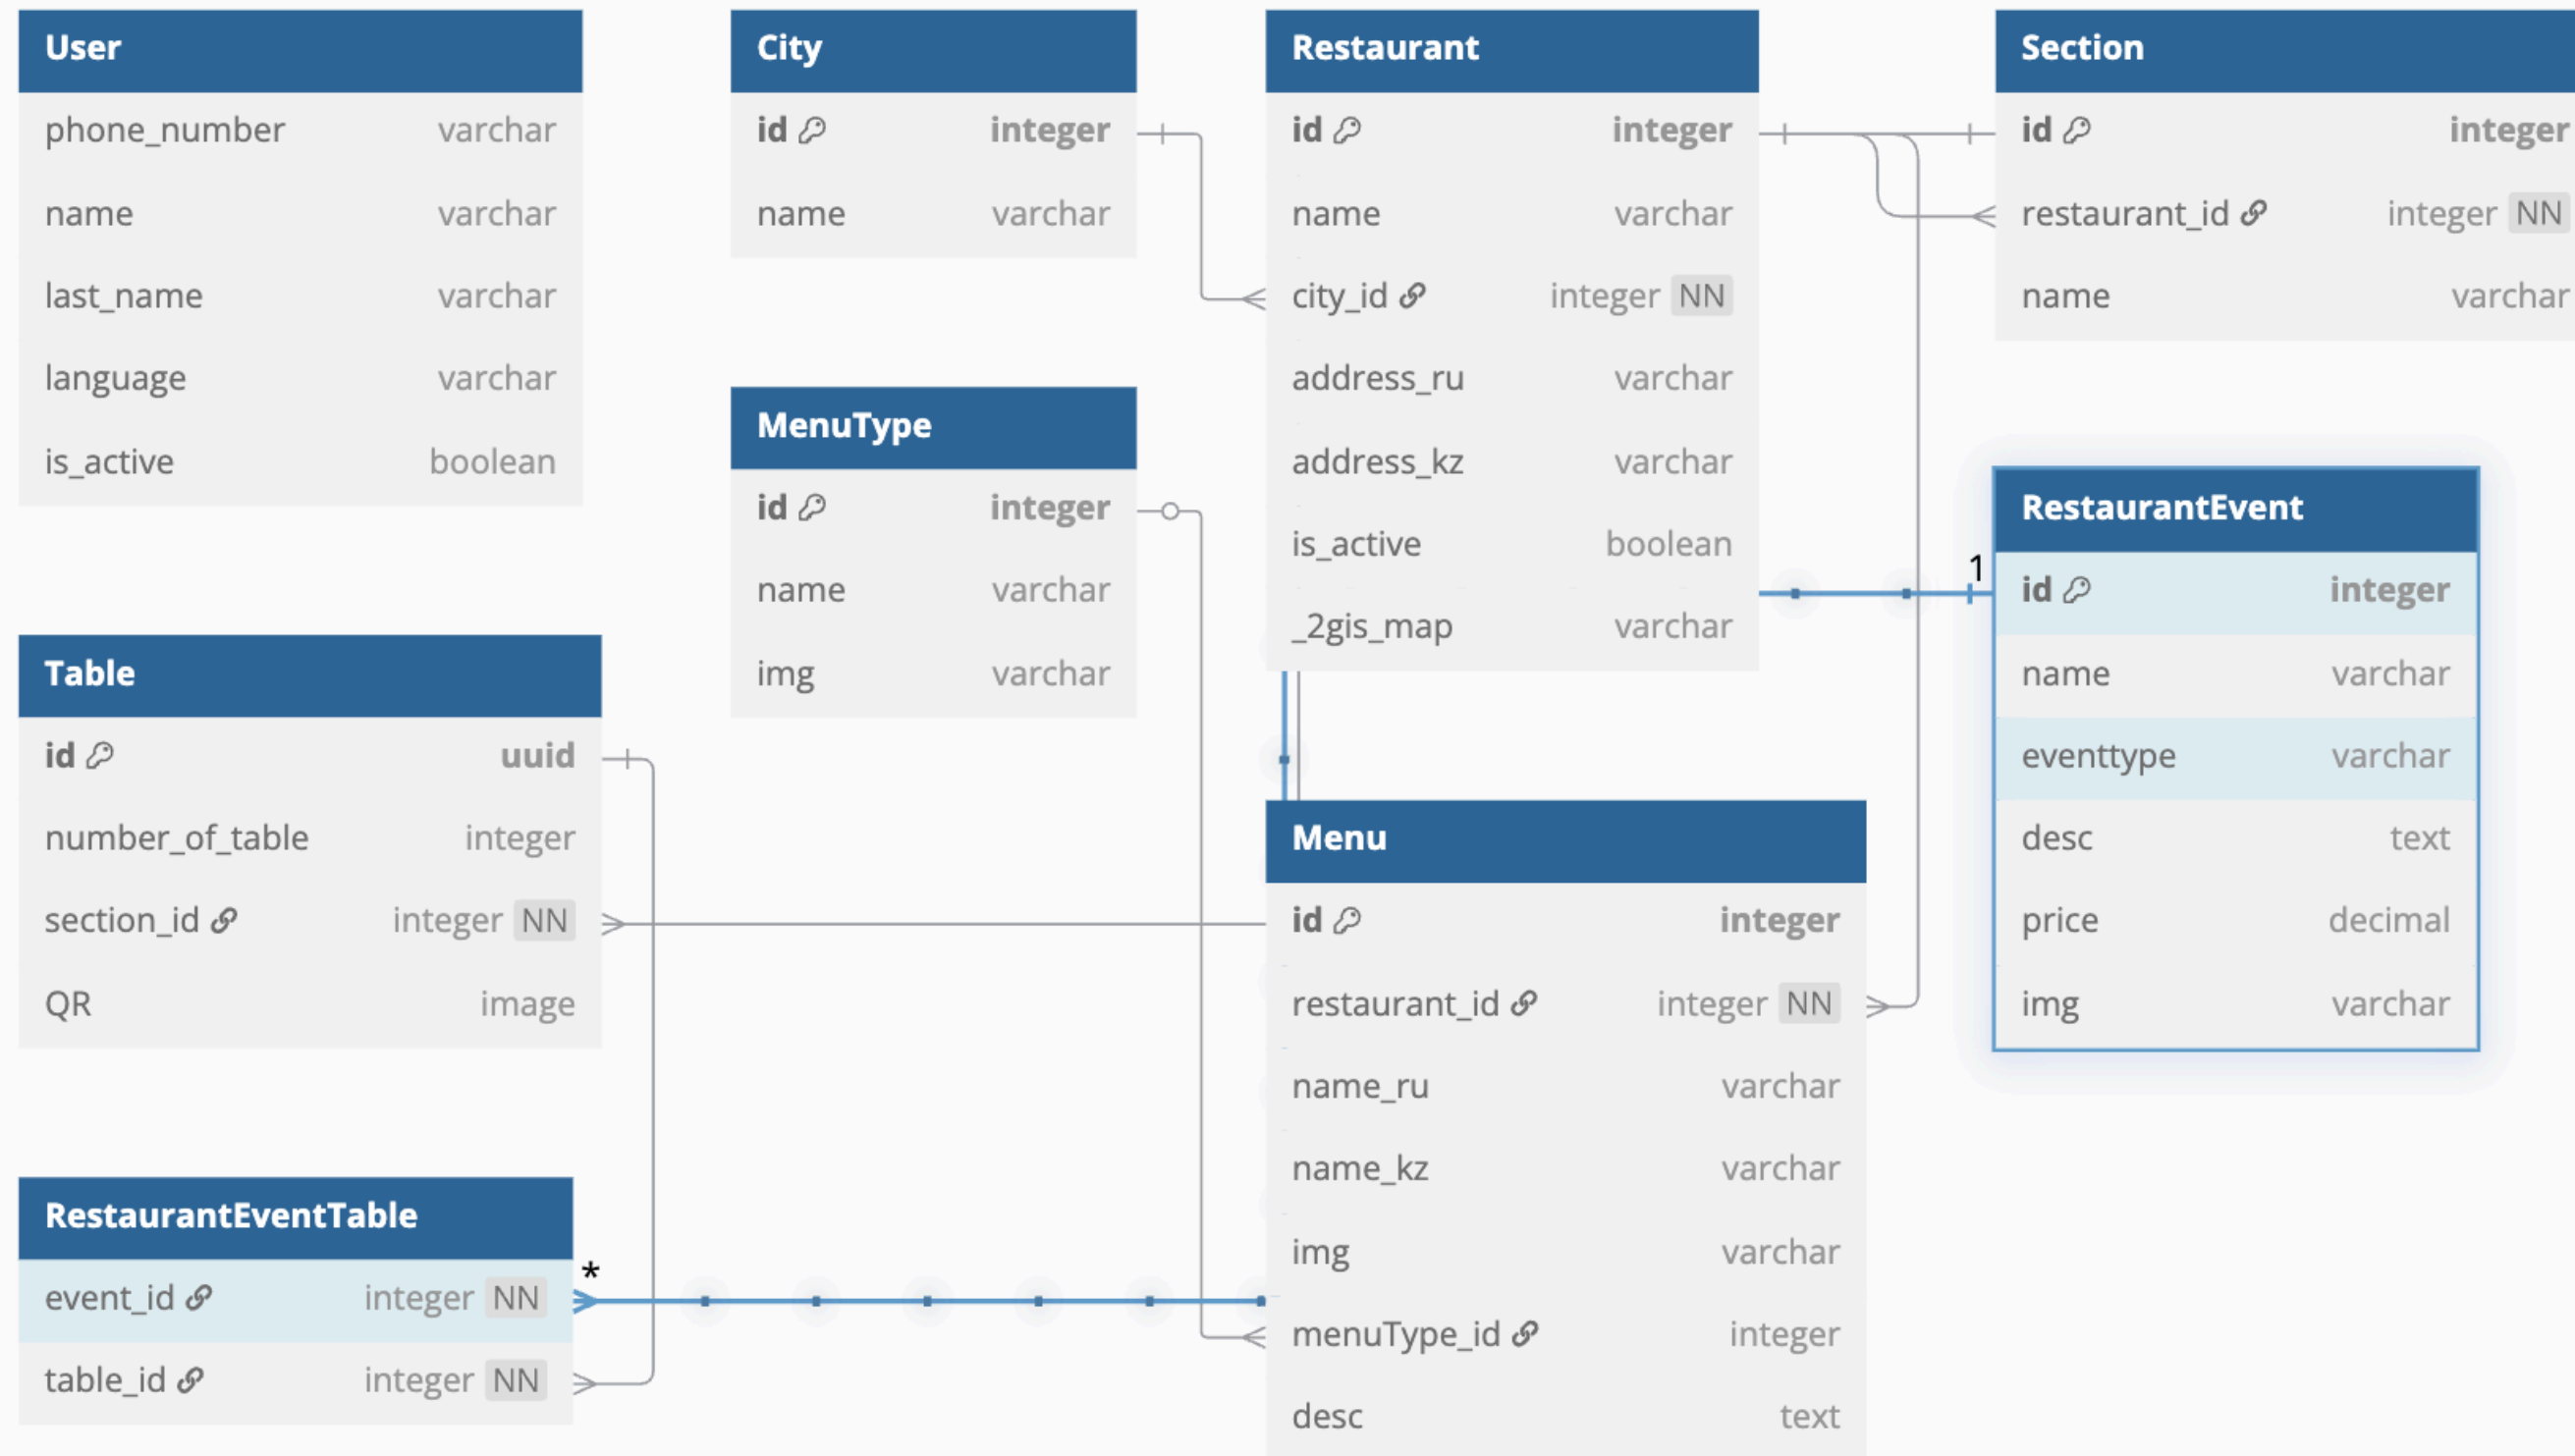 User
phone_number varchar
name varchar
last_name varchar
language varchar
is_active boolean
City
id integer
name varchar
Restaurant
id integer
name varchar
city_id integer NN
address_ru varchar
address_kz varchar
is_active boolean
_2gis_map varchar
Section
id integer
restaurant_id integer NN
name varchar
MenuType
id integer
name varchar
img varchar
RestaurantEvent
1
id integer
name varchar
eventtype varchar
desc text
price decimal
img varchar
Table
id uuid
number_of_table integer
section_id integer NN
QR image
Menu
id integer
restaurant_id integer NN
name_ru varchar
name_kz varchar
img varchar
menuType_id integer
desc text
RestaurantEventTable
*
event_id integer NN
table_id integer NN